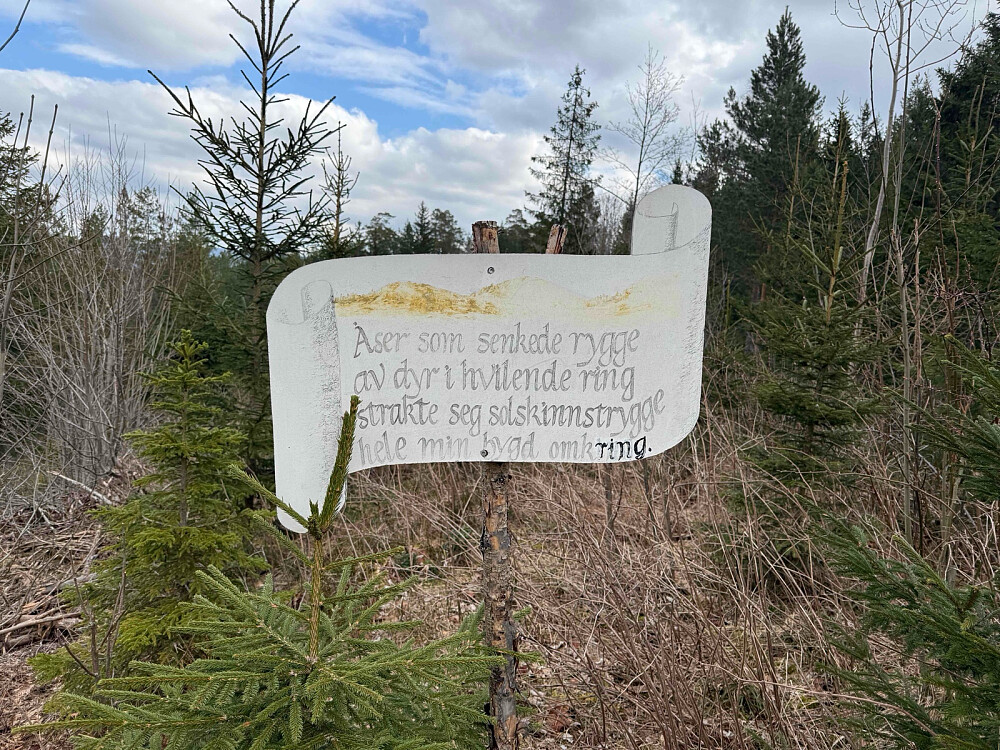 Åser som senkede rygge
av dyr i hvilende ring
strakte seg solskinnstrygge
hele min bygd omkring.